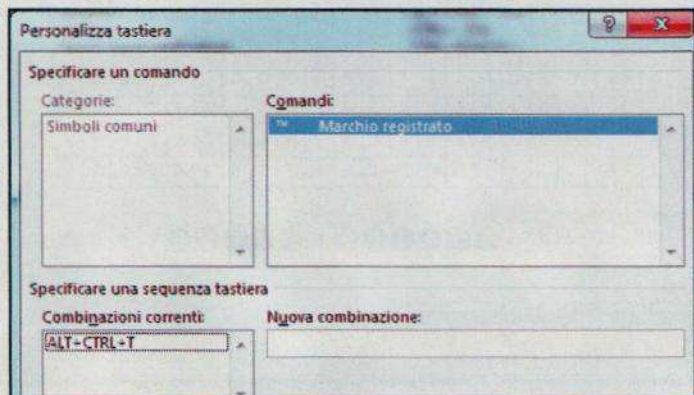 Personalizza tastiera
Specificare un comando
Categorie:
Comandi:
Simboli comuni
™ Marchio registrato
Specificare una sequenza tastiera
Combinazioni correnti:
Nuova combinazione:
ALT+CTRL+T